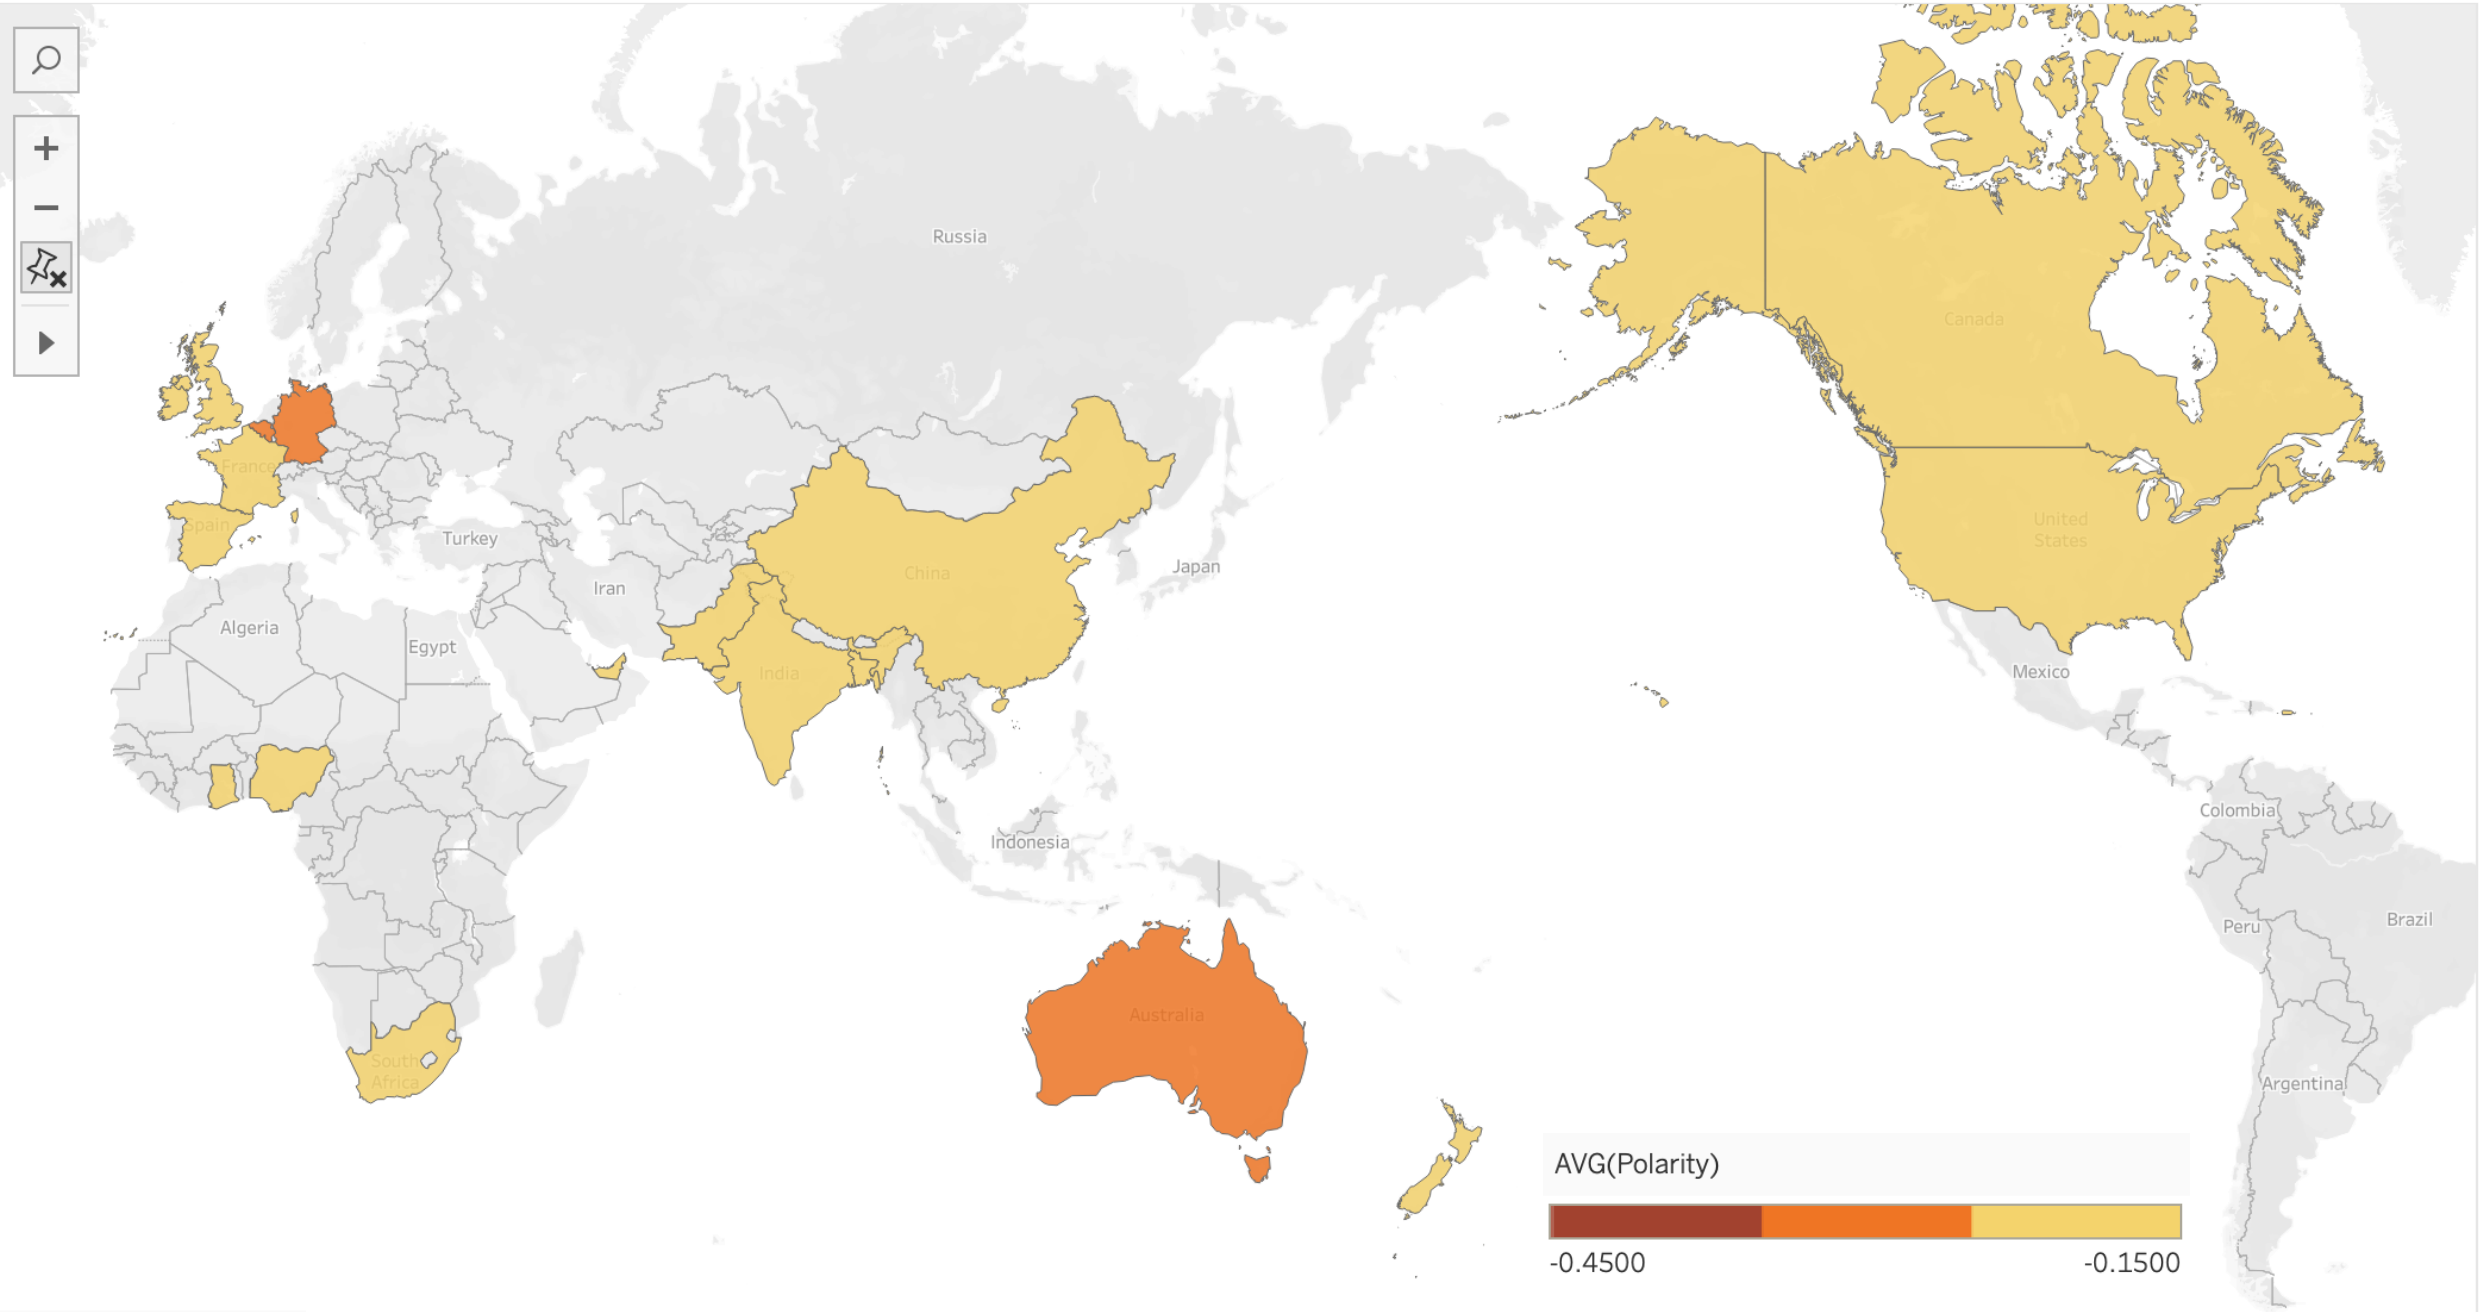 Russia
Canada
France
Spain
United
States
Turkey
Japan
China
Iran
Algeria
Egypt
India
Mexico
Colombia
Indonesia
Peru
Brazil
Australia
South
Africa
Argentina
AVG(Polarity)
-0.4500
-0.1500